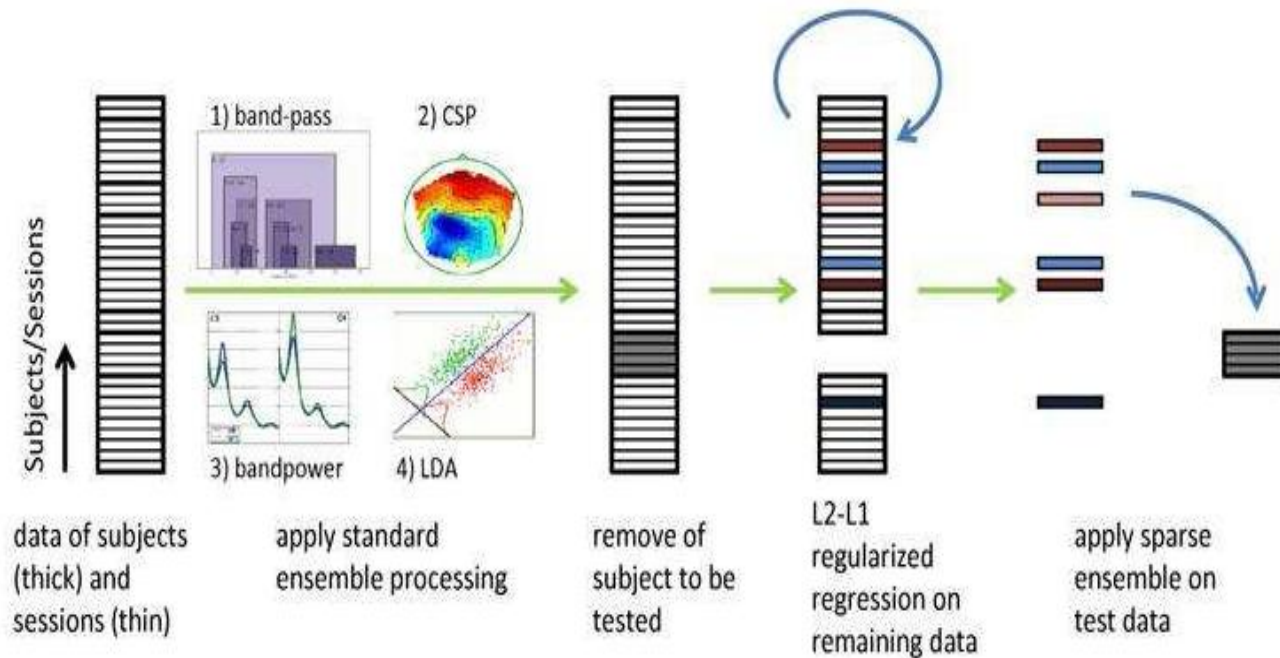 1) band-pass
2) CSP
Subjects/Sessions
3) bandpower
4) LDA
data of subjects
(thick) and
sessions (thin)
apply standard
ensemble processing
remove of
subject to be
tested
L2-L1
regularized
regression on
remaining data
apply sparse
ensemble on
test data